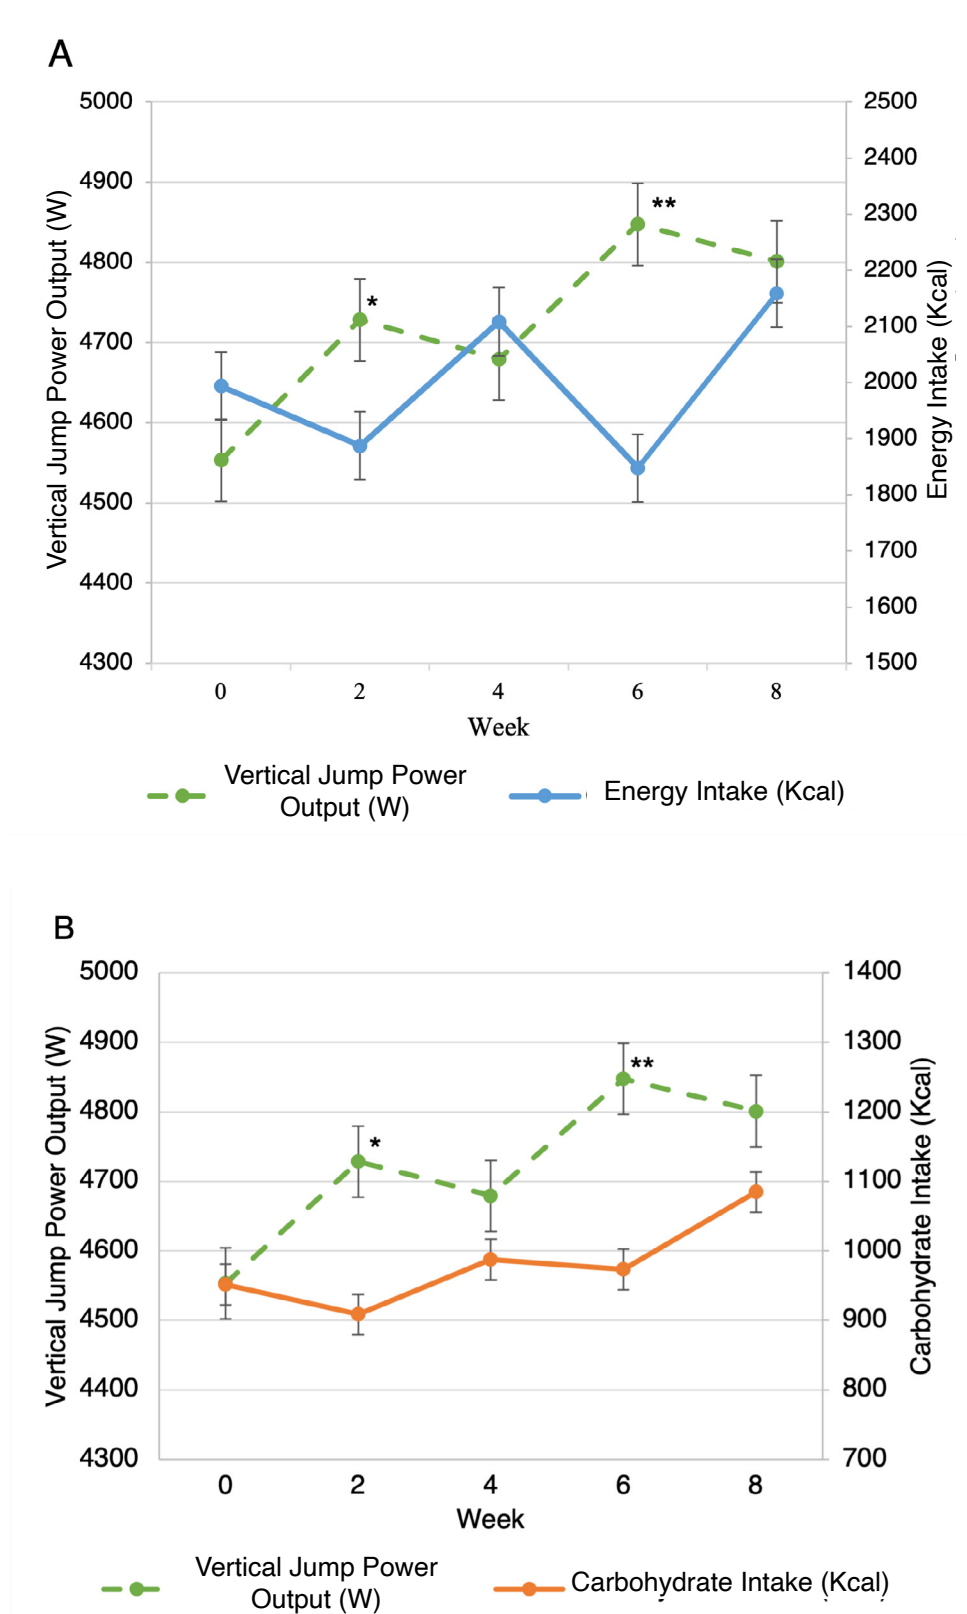 A
5000
4900
4800
4700
4600
4500
4400
4300
Vertical Jump Power Output (W)
2500
2400
2300
2200
2100
2000
1900
1800
1700
1600
1500
Energy Intake (Kcal)
*
**
0 2 4 6 8
Week
Vertical Jump Power
Output (W)
Energy Intake (Kcal)
B
5000
4900
4800
4700
4600
4500
4400
4300
Vertical Jump Power Output (W)
1400
1300
1200
1100
1000
900
800
700
Carbohydrate Intake (Kcal)
*
**
0 2 4 6 8
Week
Vertical Jump Power
Output (W)
Carbohydrate Intake (Kcal)